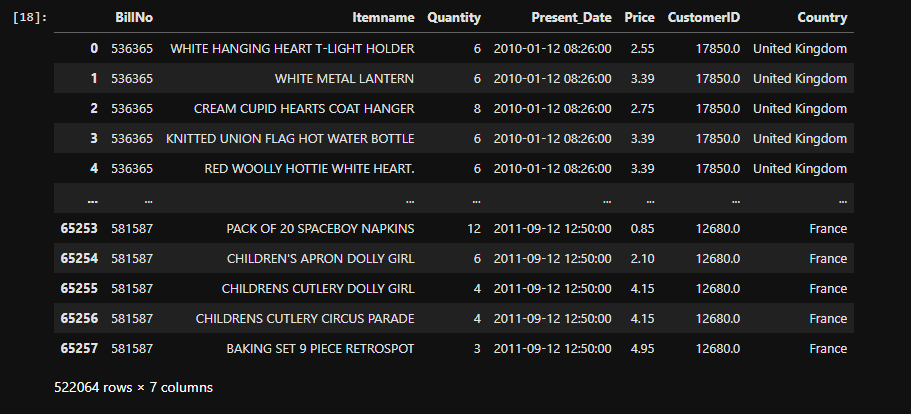 [18]:
BillNo Itemname Quantity Present_Date Price CustomerID Country
0 536365 WHITE HANGING HEART T-LIGHT HOLDER 6 2010-01-12 08:26:00 2.55 17850.0 United Kingdom
1 536365 WHITE METAL LANTERN 6 2010-01-12 08:26:00 3.39 17850.0 United Kingdom
2 536365 CREAM CUPID HEARTS COAT HANGER 8 2010-01-12 08:26:00 2.75 17850.0 United Kingdom
3 536365 KNITTED UNION FLAG HOT WATER BOTTLE 6 2010-01-12 08:26:00 3.39 17850.0 United Kingdom
4 536365 RED WOOLLY HOTTIE WHITE HEART. 6 2010-01-12 08:26:00 3.39 17850.0 United Kingdom
... ... ... ... ... ... ... ...
65253 581587 PACK OF 20 SPACEBOY NAPKINS 12 2011-09-12 12:50:00 0.85 12680.0 France
65254 581587 CHILDREN'S APRON DOLLY GIRL 6 2011-09-12 12:50:00 2.10 12680.0 France
65255 581587 CHILDRENS CUTLERY DOLLY GIRL 4 2011-09-12 12:50:00 4.15 12680.0 France
65256 581587 CHILDRENS CUTLERY CIRCUS PARADE 4 2011-09-12 12:50:00 4.15 12680.0 France
65257 581587 BAKING SET 9 PIECE RETROSPOT 3 2011-09-12 12:50:00 4.95 12680.0 France
522064 rows × 7 columns